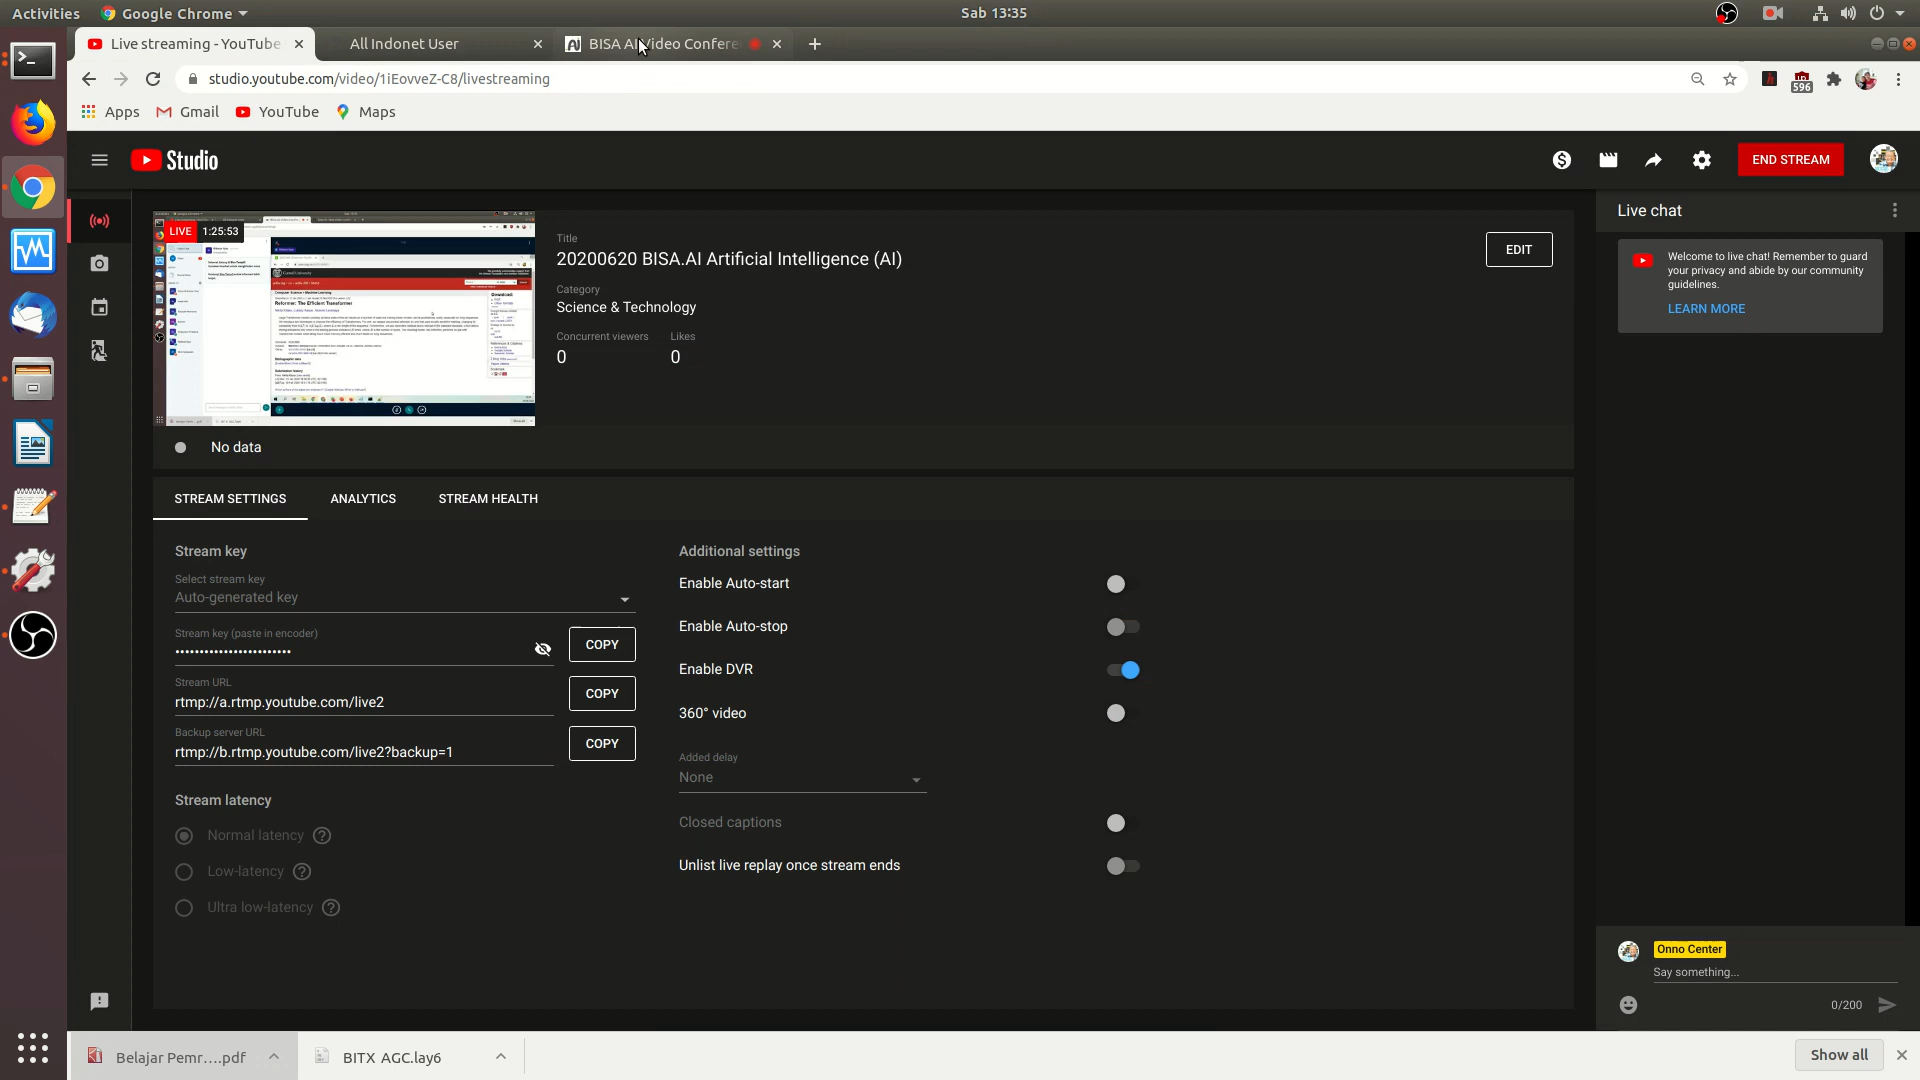 Activities
Google Chrome
Sab 13:35
Live streaming - YouTube
All Indonet User
BISA AI Video Confere
studio.youtube.com/video/1iEovveZ-C8/livestreaming
596
Apps
Gmail
YouTube
Maps
Studio
END STREAM
LIVE 1:25:53
Reformer: The Efficient Transformer
Title
20200620 BISA.AI Artificial Intelligence (AI)
Category
Science & Technology
Concurrent viewers
0
Likes
0
EDIT
No data
STREAM SETTINGS
ANALYTICS
STREAM HEALTH
Stream key
Select stream key
Auto-generated key
Stream key (paste in encoder)
••••••••••••••••••••••••
COPY
Stream URL
rtmp://a.rtmp.youtube.com/live2
COPY
Backup server URL
rtmp://b.rtmp.youtube.com/live2?backup=1
COPY
Stream latency
Normal latency
Low-latency
Ultra low-latency
Additional settings
Enable Auto-start
Enable Auto-stop
Enable DVR
360° video
Added delay
None
Closed captions
Unlist live replay once stream ends
Live chat
Welcome to live chat! Remember to guard
your privacy and abide by our community
guidelines.
LEARN MORE
Onno Center
Say something...
0/200
Belajar Pemr....pdf
BITX AGC.lay6
Show all